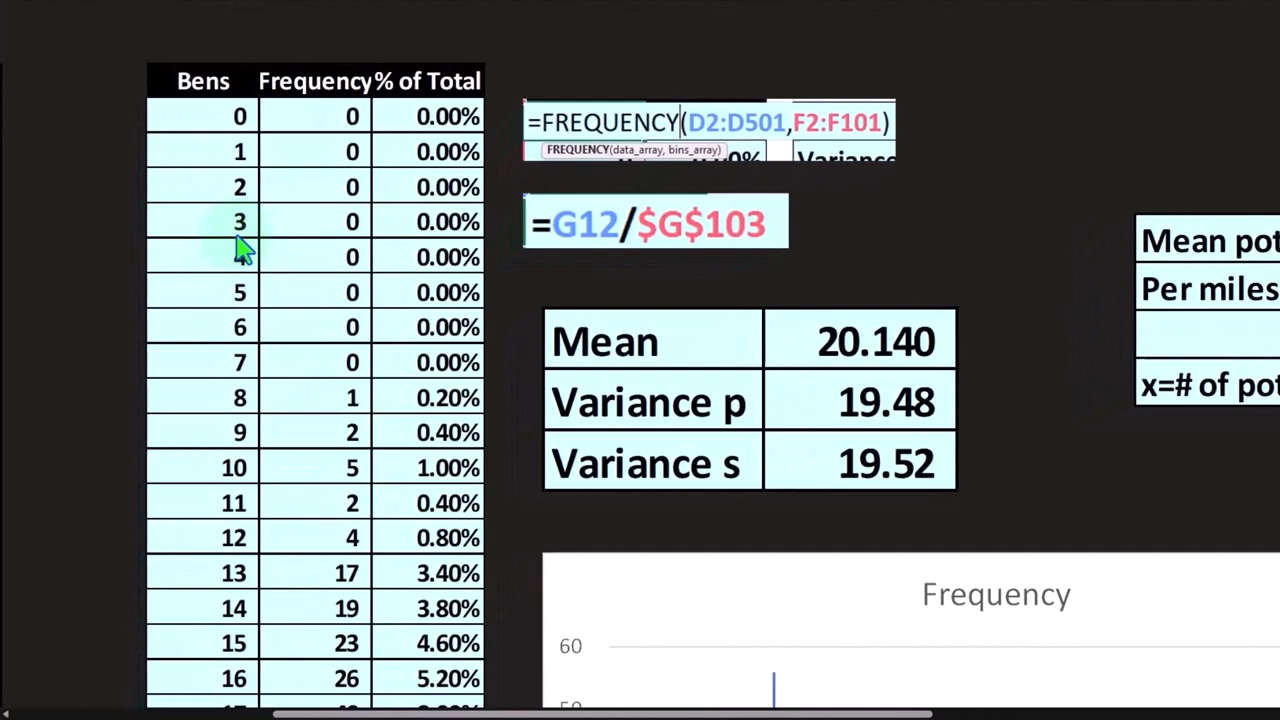 Bens Frequency % of Total
0 0 0.00%
1 0 0.00%
2 0 0.00%
3 0 0.00%
4 0 0.00%
5 0 0.00%
6 0 0.00%
7 0 0.00%
8 1 0.20%
9 2 0.40%
10 5 1.00%
11 2 0.40%
12 4 0.80%
13 17 3.40%
14 19 3.80%
15 23 4.60%
16 26 5.20%
=FREQUENCY(D2:D501,F2:F101)
FREQUENCY(data_array, bins_array)
Variance
=G12/$G$103
Mean 20.140
Variance p 19.48
Variance s 19.52
Mean pot
Per miles
x=# of pot
Frequency
60